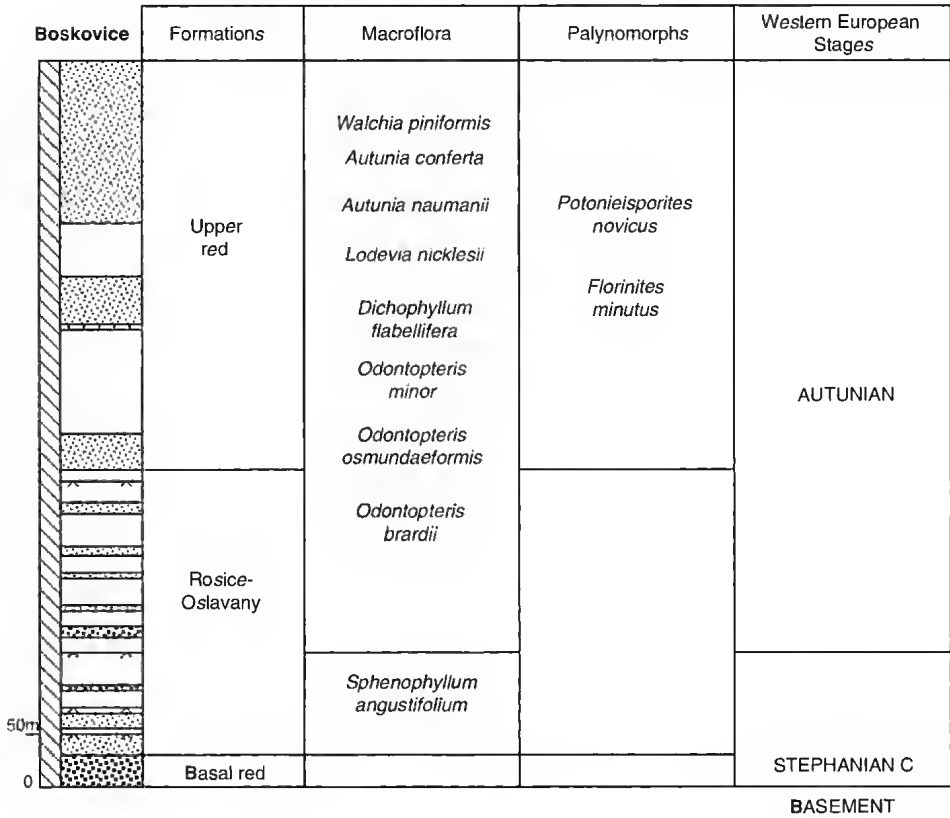 Boskovice
Formations
Macroflora
Palynomorphs
Western European
Stages
Walchia piniformis
Autunia conferta
Autunia naumanii
Lodevia nicklesii
Dichophyllum
flabellifera
Odontopteris
minor
Odontopteris
osmundaeformis
Odontopteris
brardii
Sphenophyllum
angustifolium
Upper
red
Rosice-
Oslavany
Basal red
Potonieisporites
novicus
Florinites
minutus
AUTUNIAN
STEPHANIAN C
BASEMENT
50m
0